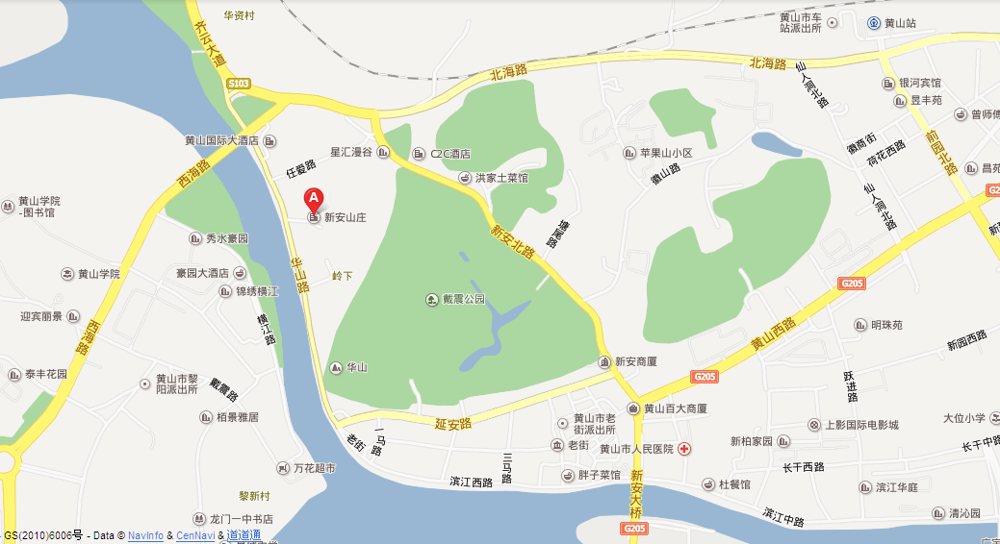 华资村
齐云大道
黄山市车
站派出所
黄山站
北海路
北海路
仙人洞北路
S103
银河宾馆
昱丰苑
曾师傅
黄山国际大酒店
星汇漫谷
C2C酒店
苹果山小区
徽商街
荷花西路
前园北路
任爱路
洪家土菜馆
徽山路
昌苑
西海路
A
仙人洞路
黄山学院
-图书馆
新安山庄
新安北路
塘尾路
秀水豪园
华山路
岭下
黄山学院
豪园大酒店
锦绣横江
戴震公园
G205
迎宾丽景
西海路
横江路
黄山西路
明珠苑
新园西路
泰丰花园
黄山市黎
阳派出所
戴震路
华山
新安商厦
G205
跃进路
栢景雅居
延安路
黄山百大商厦
黄山市老
街派出所
上影国际电影城
大位小学
老街
一马路
老街
黄山市人民医院
新柏家园
长干中路
万花超市
三马路
滨江西路
胖子菜馆
新安大桥
杜餐馆
长干西路
滨江华庭
黎新村
龙门一中书店
滨江中路
清沁园
G205
GS(2010)6006号 - Data © NavInfo & CenNavi & 道道通